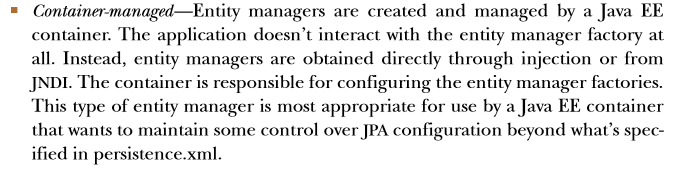 ▪ Container-managed—Entity managers are created and managed by a Java EE
container. The application doesn't interact with the entity manager factory at
all. Instead, entity managers are obtained directly through injection or from
JNDI. The container is responsible for configuring the entity manager factories.
This type of entity manager is most appropriate for use by a Java EE container
that wants to maintain some control over JPA configuration beyond what's spec-
ified in persistence.xml.